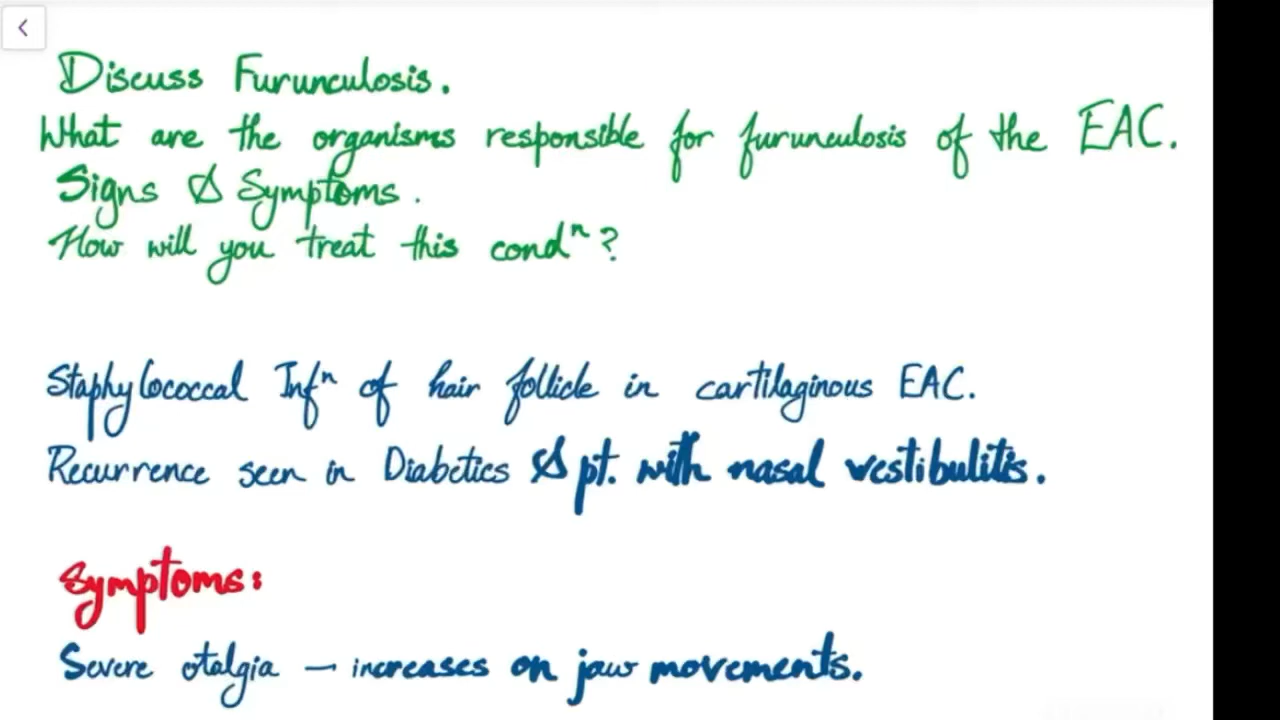 Discuss Furunculosis.
What are the organisms responsible for furunculosis of the EAC.
Signs & Symptoms.
How will you treat this condⁿ?
Staphylococcal Infⁿ of hair follicle in cartilaginous EAC.
Recurrence seen in Diabetics & pt. with nasal vestibulitis.
Symptoms:
Severe otalgia — increases on jaw movements.